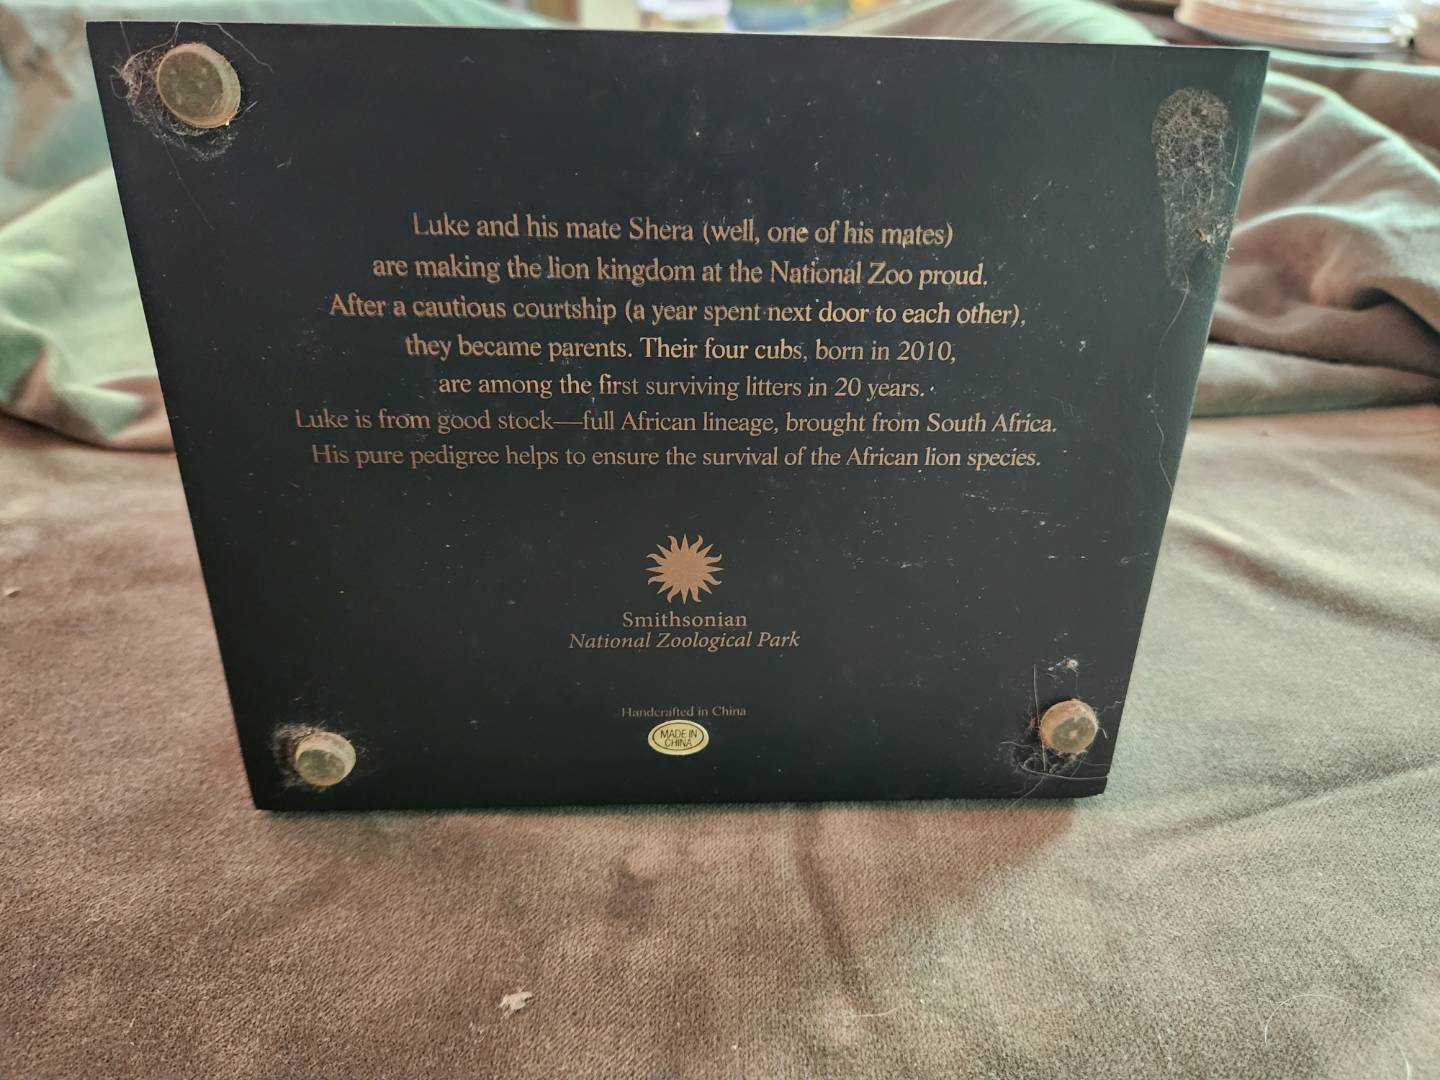 Luke and his mate Shera (well, one of his mates)
are making the lion kingdom at the National Zoo proud.
After a cautious courtship (a year spent next door to each other),
they became parents. Their four cubs, born in 2010,
are among the first surviving litters in 20 years.
Luke is from good stock—full African lineage, brought from South Africa.
His pure pedigree helps to ensure the survival of the African lion species.
Smithsonian
National Zoological Park
Handcrafted in China
MADE IN
CHINA